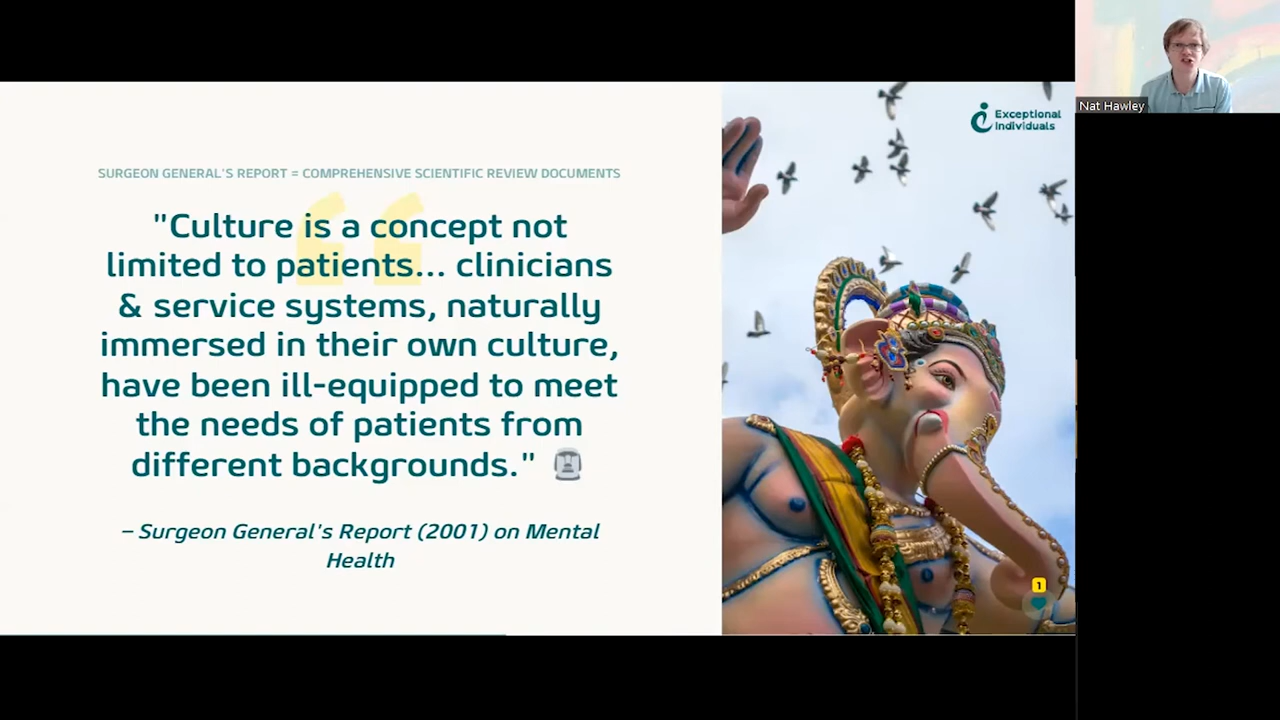 SURGEON GENERAL'S REPORT = COMPREHENSIVE SCIENTIFIC REVIEW DOCUMENTS
"Culture is a concept not
limited to patients... clinicians
& service systems, naturally
immersed in their own culture,
have been ill-equipped to meet
the needs of patients from
different backgrounds."
– Surgeon General's Report (2001) on Mental
Health
Exceptional
Individuals
1
Nat Hawley